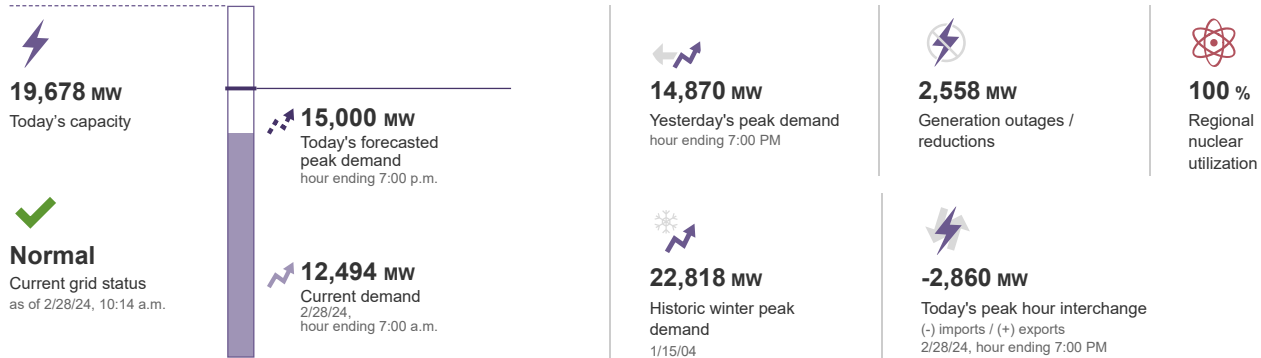 19,678 MW
Today's capacity
Normal
Current grid status
as of 2/28/24, 10:14 a.m.
15,000 MW
Today's forecasted
peak demand
hour ending 7:00 p.m.
12,494 MW
Current demand
2/28/24,
hour ending 7:00 a.m.
14,870 MW
Yesterday's peak demand
hour ending 7:00 PM
2,558 MW
Generation outages /
reductions
100 %
Regional
nuclear
utilization
22,818 MW
Historic winter peak
demand
1/15/04
-2,860 MW
Today's peak hour interchange
(-) imports / (+) exports
2/28/24, hour ending 7:00 PM